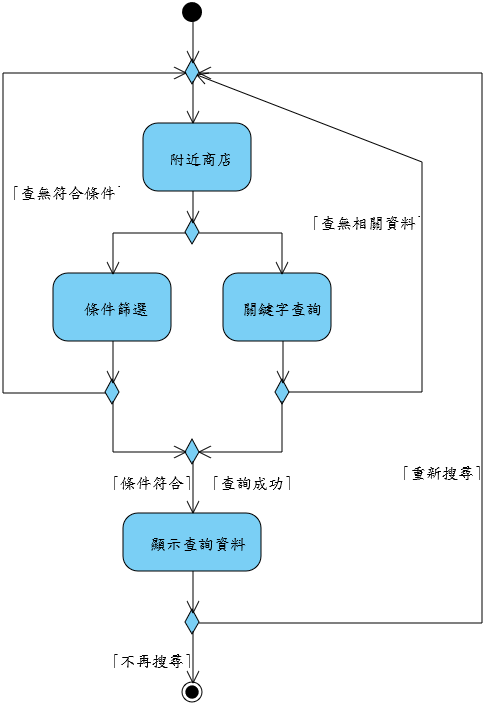 附近商店
「查無符合條件」
「查無相關資料」
條件篩選
關鍵字查詢
「重新搜尋」
「條件符合」
「查詢成功」
顯示查詢資料
「不再搜尋」